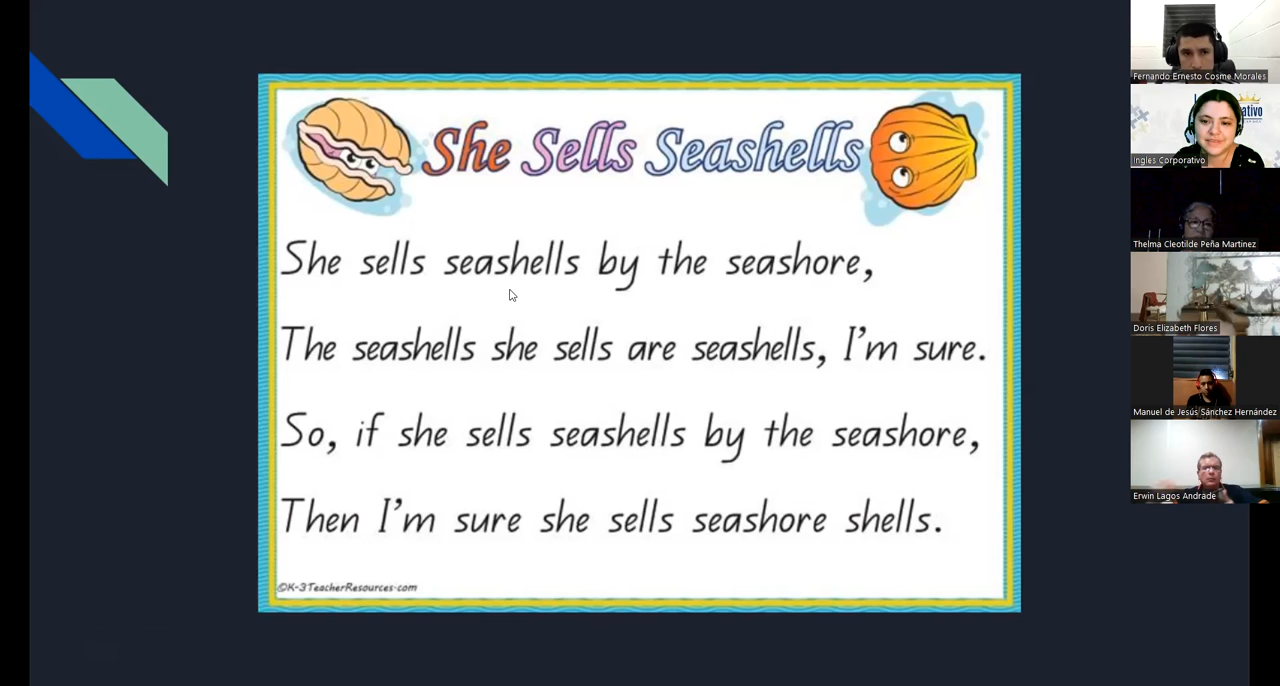 She Sells Seashells
She sells seashells by the seashore,
The seashells she sells are seashells, I'm sure.
So, if she sells seashells by the seashore,
Then I'm sure she sells seashore shells.
©K-3TeacherResources.com
Fernando Ernesto Cosme Morales
Ingles Corporativo
Thelma Cleotilde Peña Martinez
Doris Elizabeth Flores
Manuel de Jesús Sánchez Hernández
Erwin Lagos Andrade